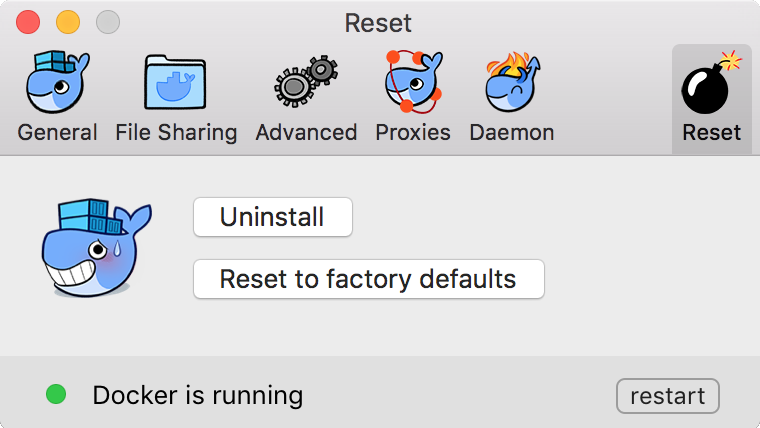 Reset
General File Sharing Advanced Proxies Daemon Reset
Uninstall
Reset to factory defaults
Docker is running restart